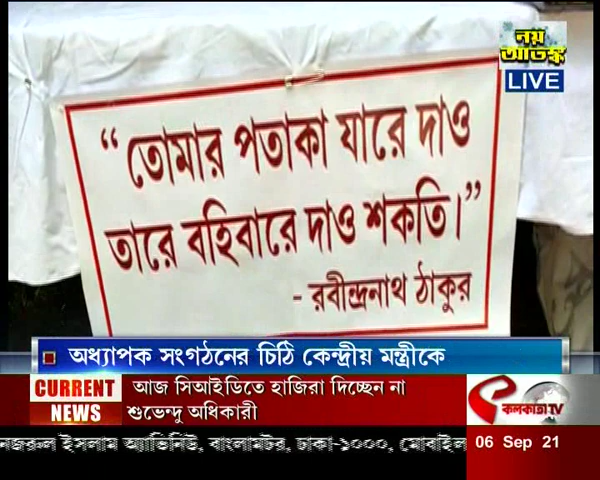 নয়
আতঙ্ক
LIVE
“তোমার পতাকা যারে দাও
তারে বহিবারে দাও শকতি।”
- রবীন্দ্রনাথ ঠাকুর
অধ্যাপক সংগঠনের চিঠি কেন্দ্রীয় মন্ত্রীকে
CURRENT
NEWS
আজ সিআইডিতে হাজিরা দিচ্ছেন না
শুভেন্দু অধিকারী
কলকাতা TV
নজরুল ইসলাম অ্যাভিনিউ, বাংলামটর, ঢাকা-১০০০, মোবাইল
06 Sep 21